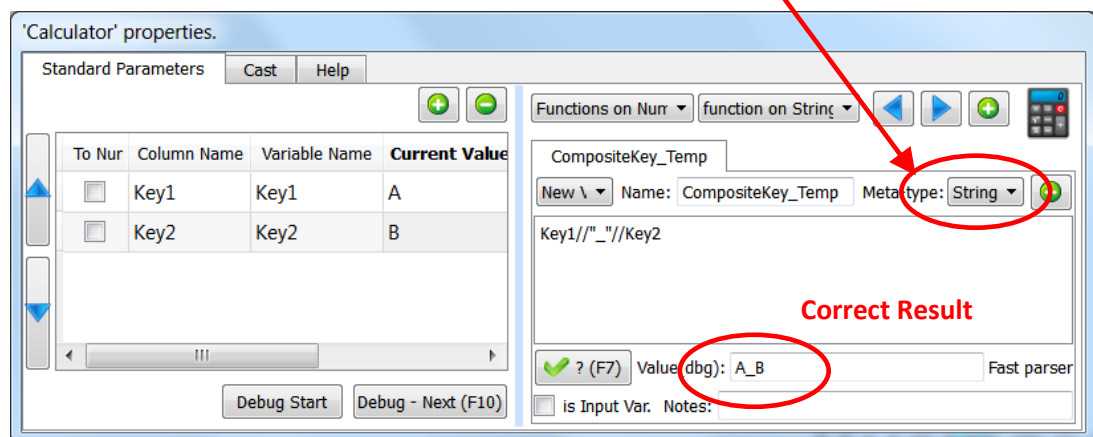 'Calculator' properties.
Standard Parameters Cast Help
Functions on Num function on String
To Nur Column Name Variable Name Current Value
Key1 Key1 A
Key2 Key2 B
CompositeKey_Temp
New V Name: CompositeKey_Temp Meta-type: String
Key1//"_"//Key2
Correct Result
? (F7) Value(dbg): A_B Fast parser
Debug Start Debug - Next (F10)
is Input Var. Notes: